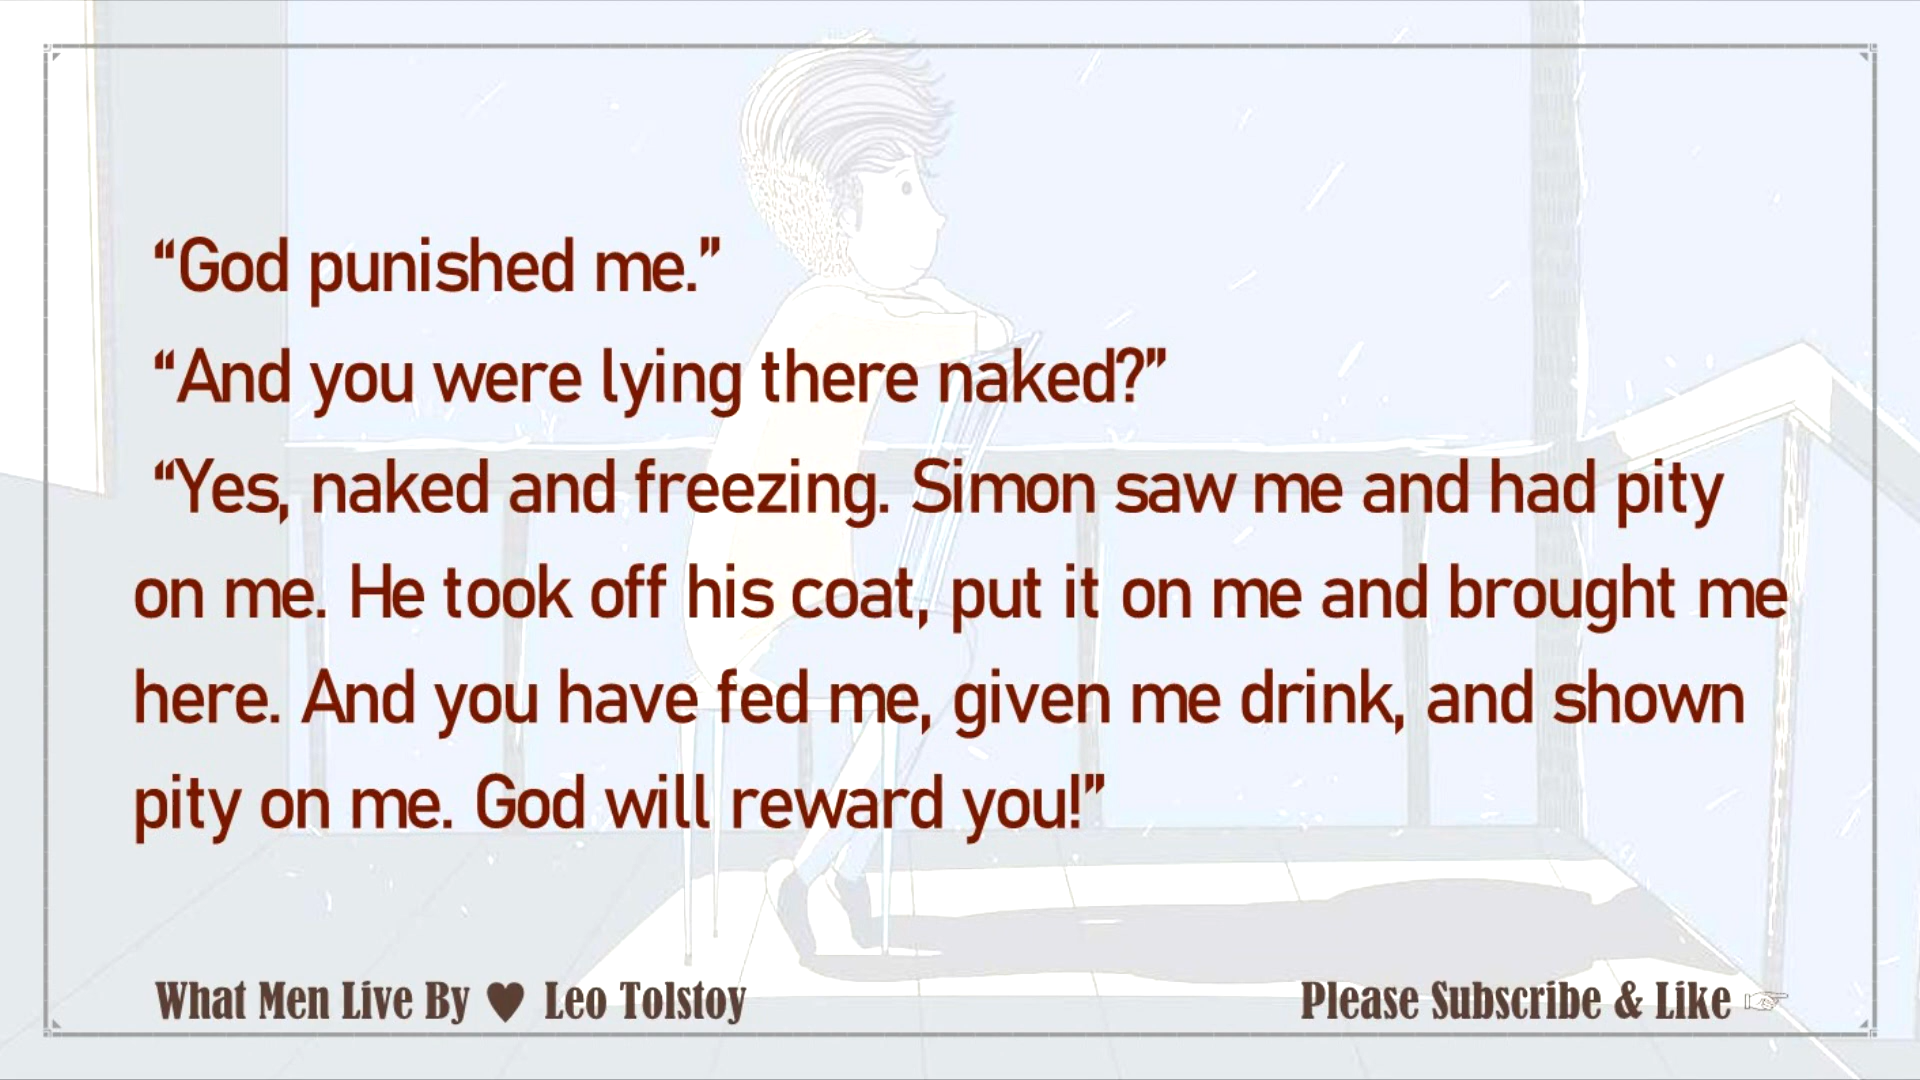 “God punished me.”
“And you were lying there naked?”
“Yes, naked and freezing. Simon saw me and had pity
on me. He took off his coat, put it on me and brought me
here. And you have fed me, given me drink, and shown
pity on me. God will reward you!”
What Men Live By ♥ Leo Tolstoy
Please Subscribe & Like ☞